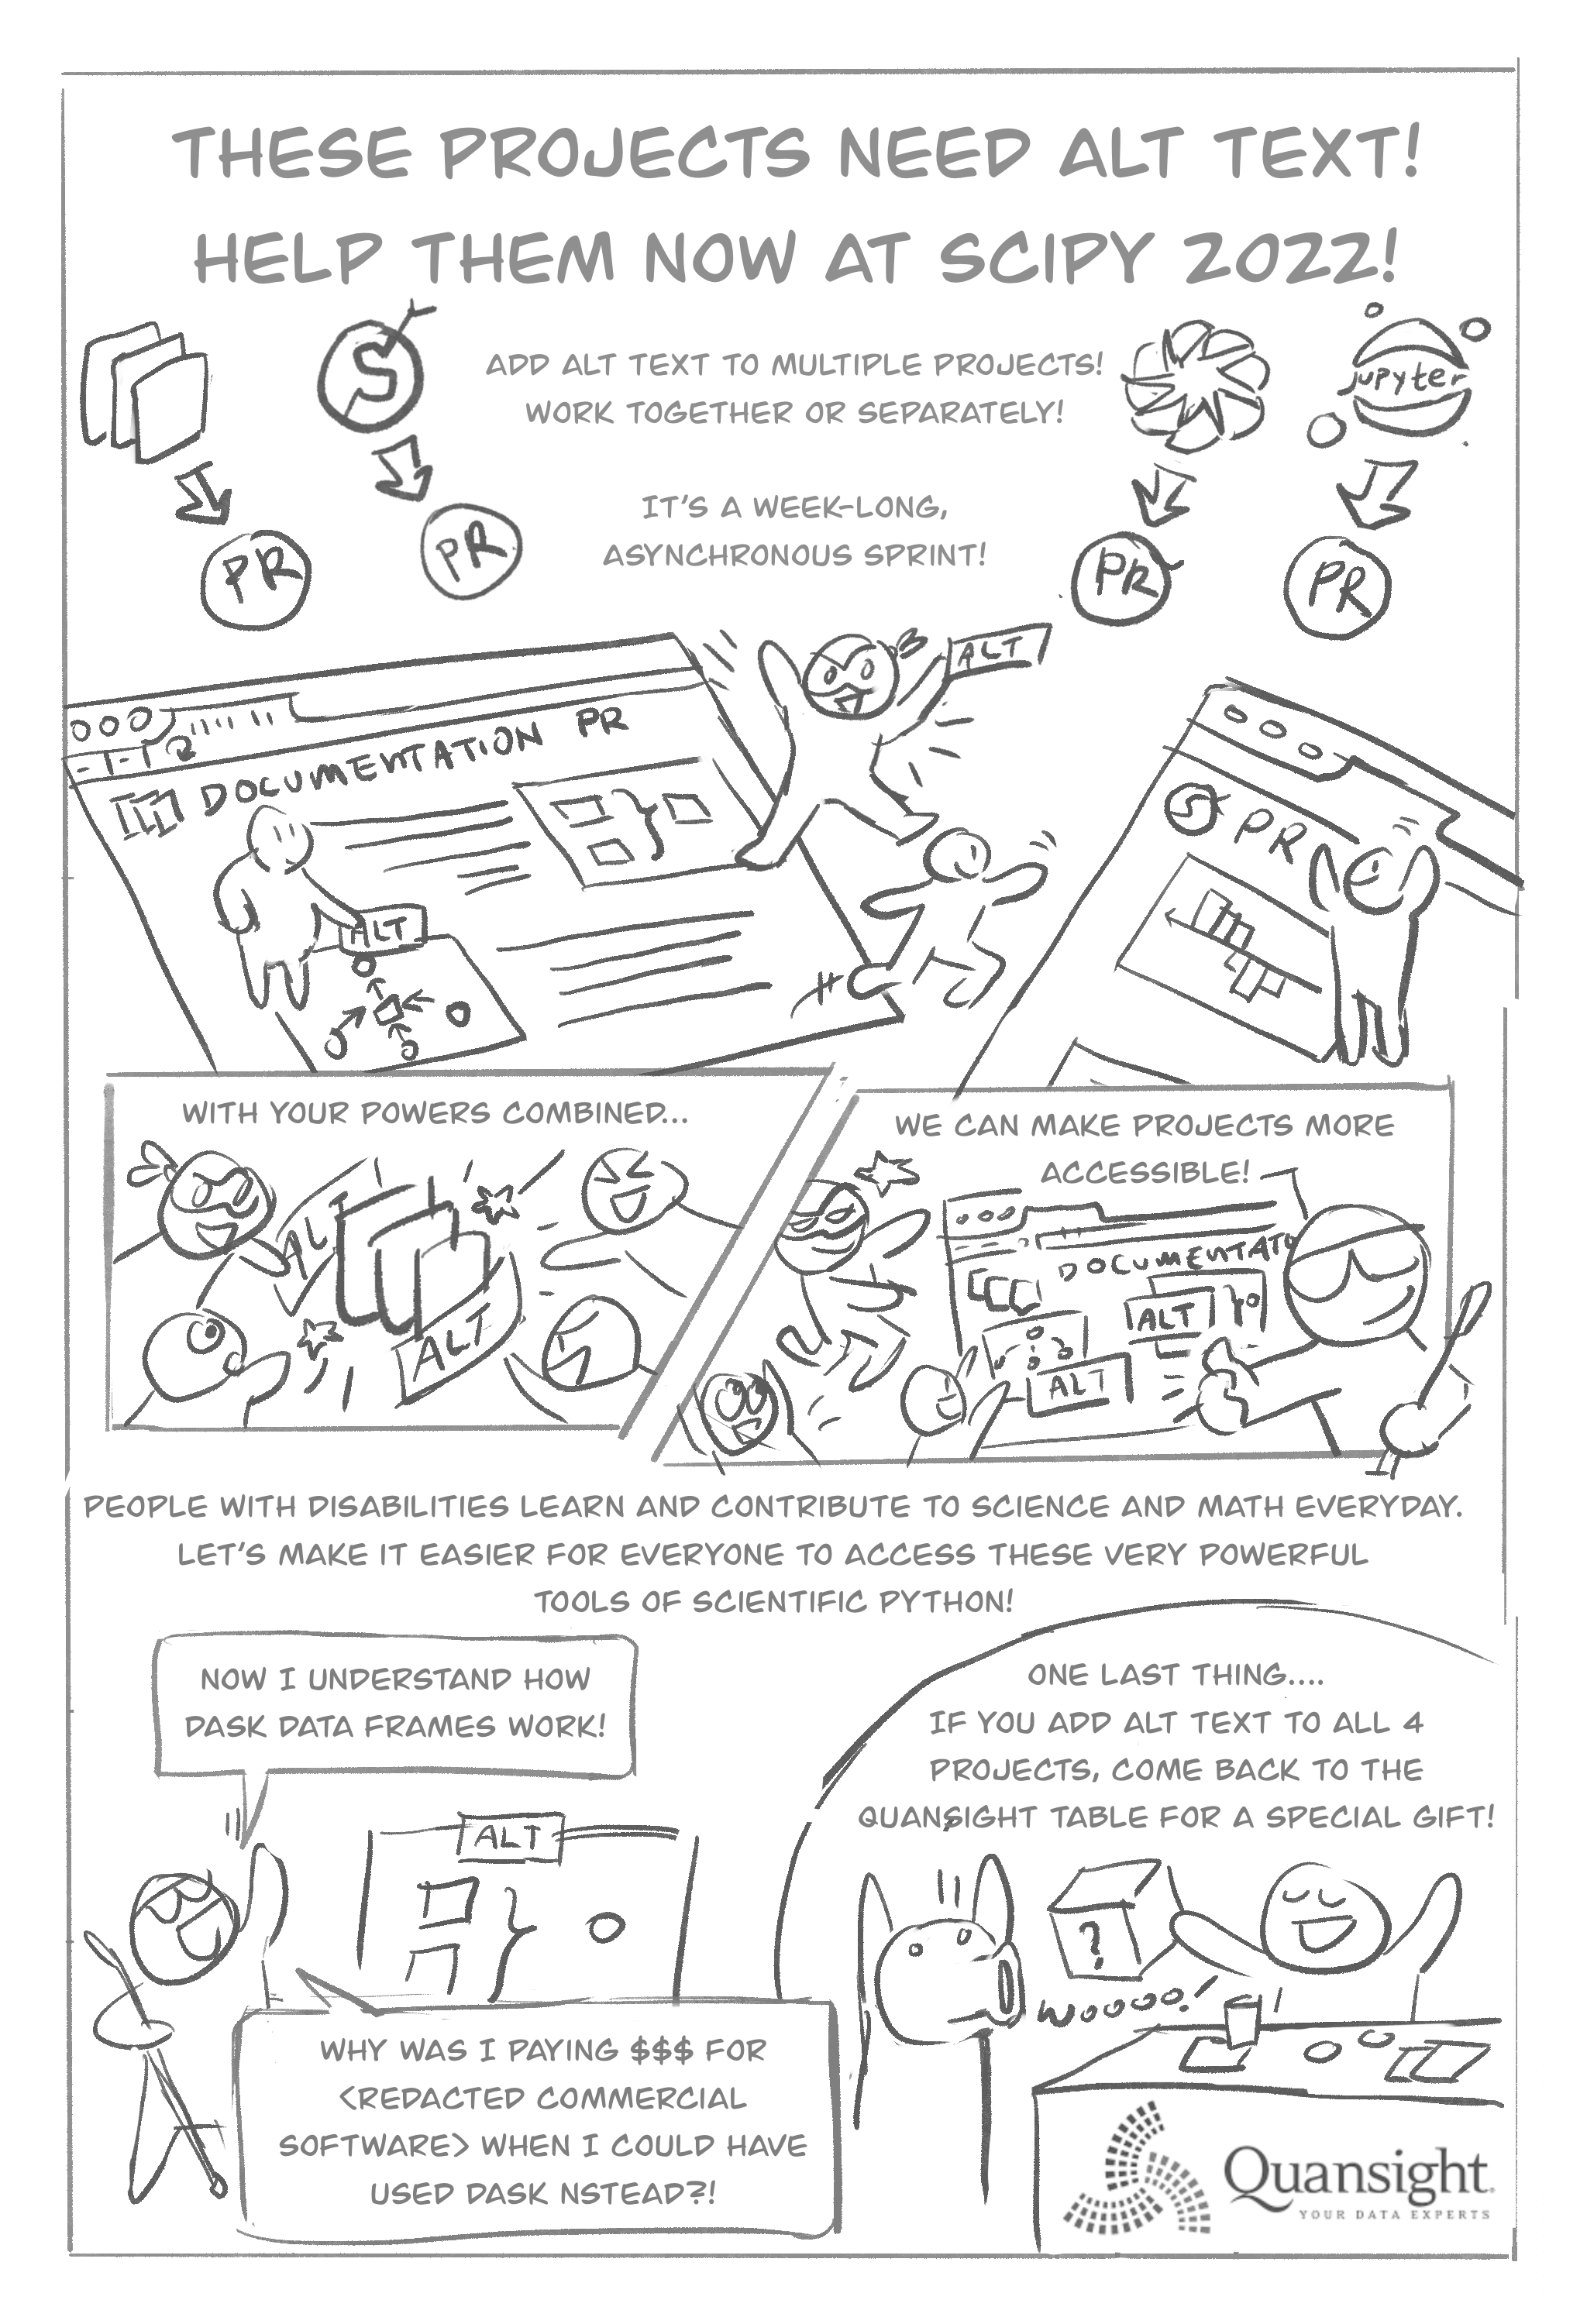 THESE PROJECTS NEED ALT TEXT!
HELP THEM NOW AT SCIPY 2022!
S
ADD ALT TEXT TO MULTIPLE PROJECTS!
WORK TOGETHER OR SEPARATELY!
jupyter
IT'S A WEEK-LONG,
ASYNCHRONOUS SPRINT!
PR
PR
PR
PR
ALT
DOCUMENTATION PR
ALT
S PR
WITH YOUR POWERS COMBINED...
ALT
ALT
WE CAN MAKE PROJECTS MORE
ACCESSIBLE!
DOCUMENTATIO
ALT
ALT
PEOPLE WITH DISABILITIES LEARN AND CONTRIBUTE TO SCIENCE AND MATH EVERYDAY.
LET'S MAKE IT EASIER FOR EVERYONE TO ACCESS THESE VERY POWERFUL
TOOLS OF SCIENTIFIC PYTHON!
NOW I UNDERSTAND HOW
DASK DATA FRAMES WORK!
ALT
WHY WAS I PAYING $$$ FOR
<REDACTED COMMERCIAL
SOFTWARE> WHEN I COULD HAVE
USED DASK NSTEAD?!
ONE LAST THING....
IF YOU ADD ALT TEXT TO ALL 4
PROJECTS, COME BACK TO THE
QUANSIGHT TABLE FOR A SPECIAL GIFT!
?
WOOOO!
Quansight
YOUR DATA EXPERTS